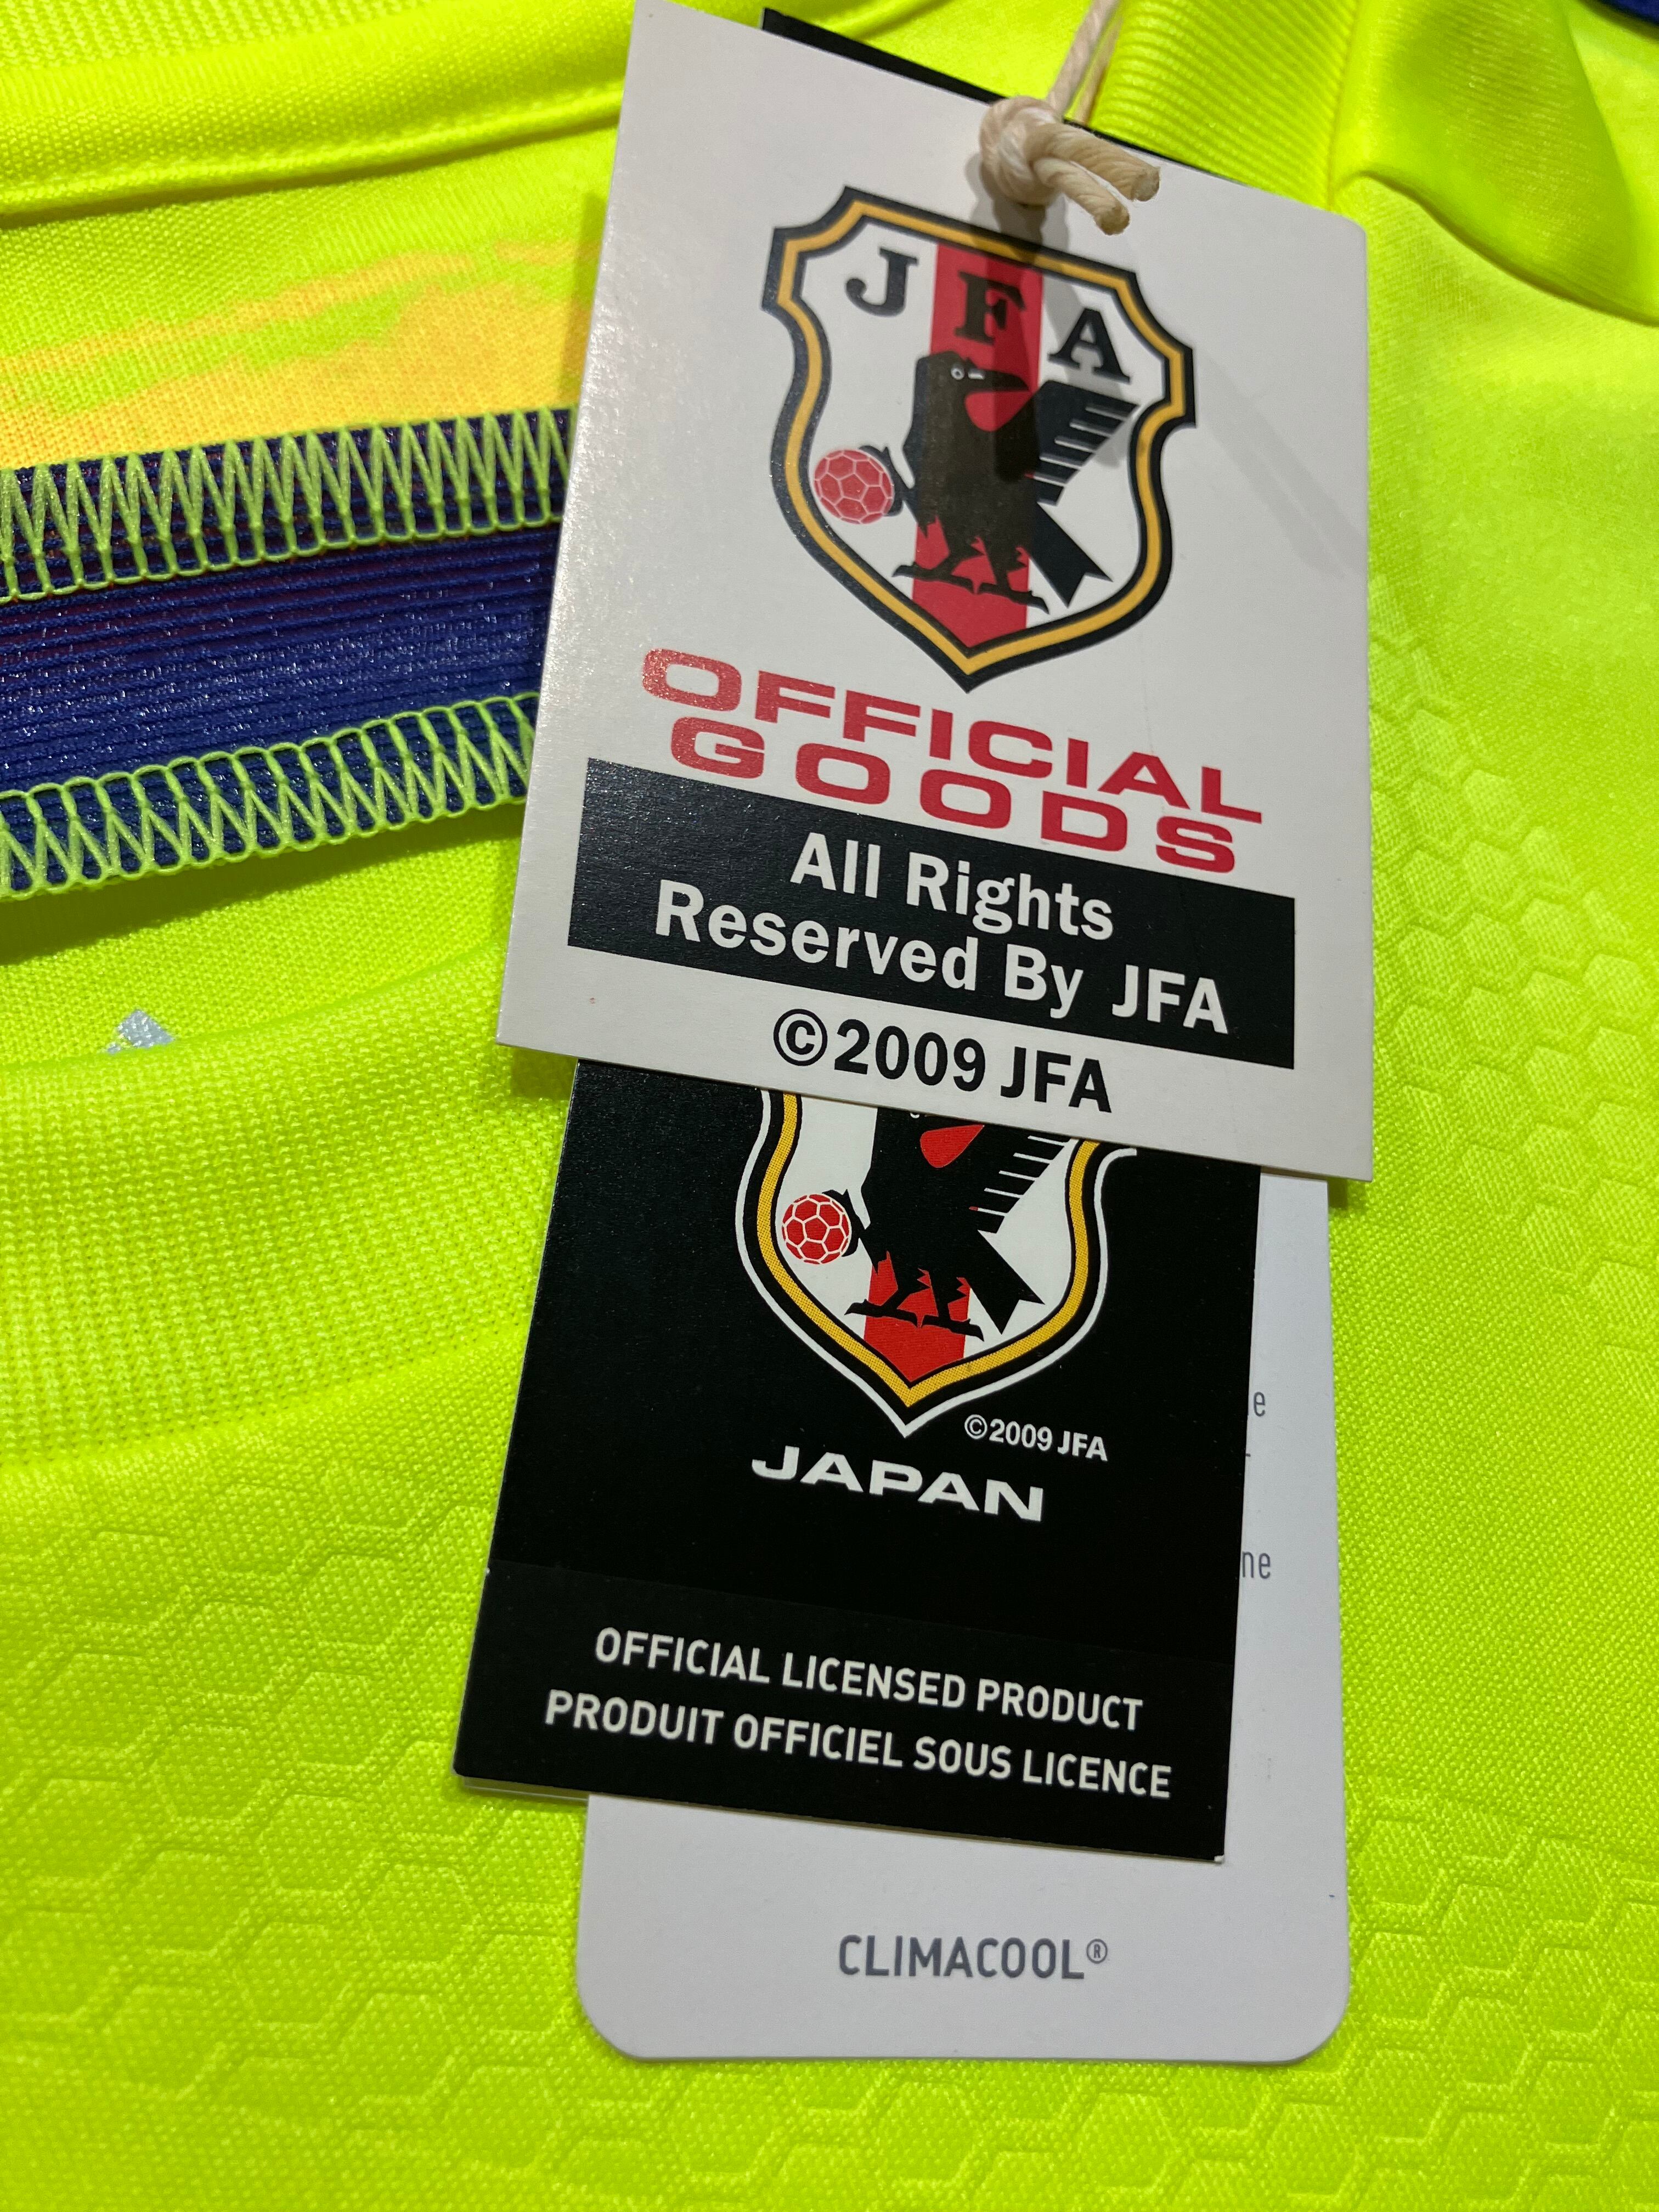 JFA
OFFICIAL
GOODS
All Rights
Reserved By JFA
©2009 JFA
©2009 JFA
JAPAN
OFFICIAL LICENSED PRODUCT
PRODUIT OFFICIEL SOUS LICENCE
CLIMACOOL®